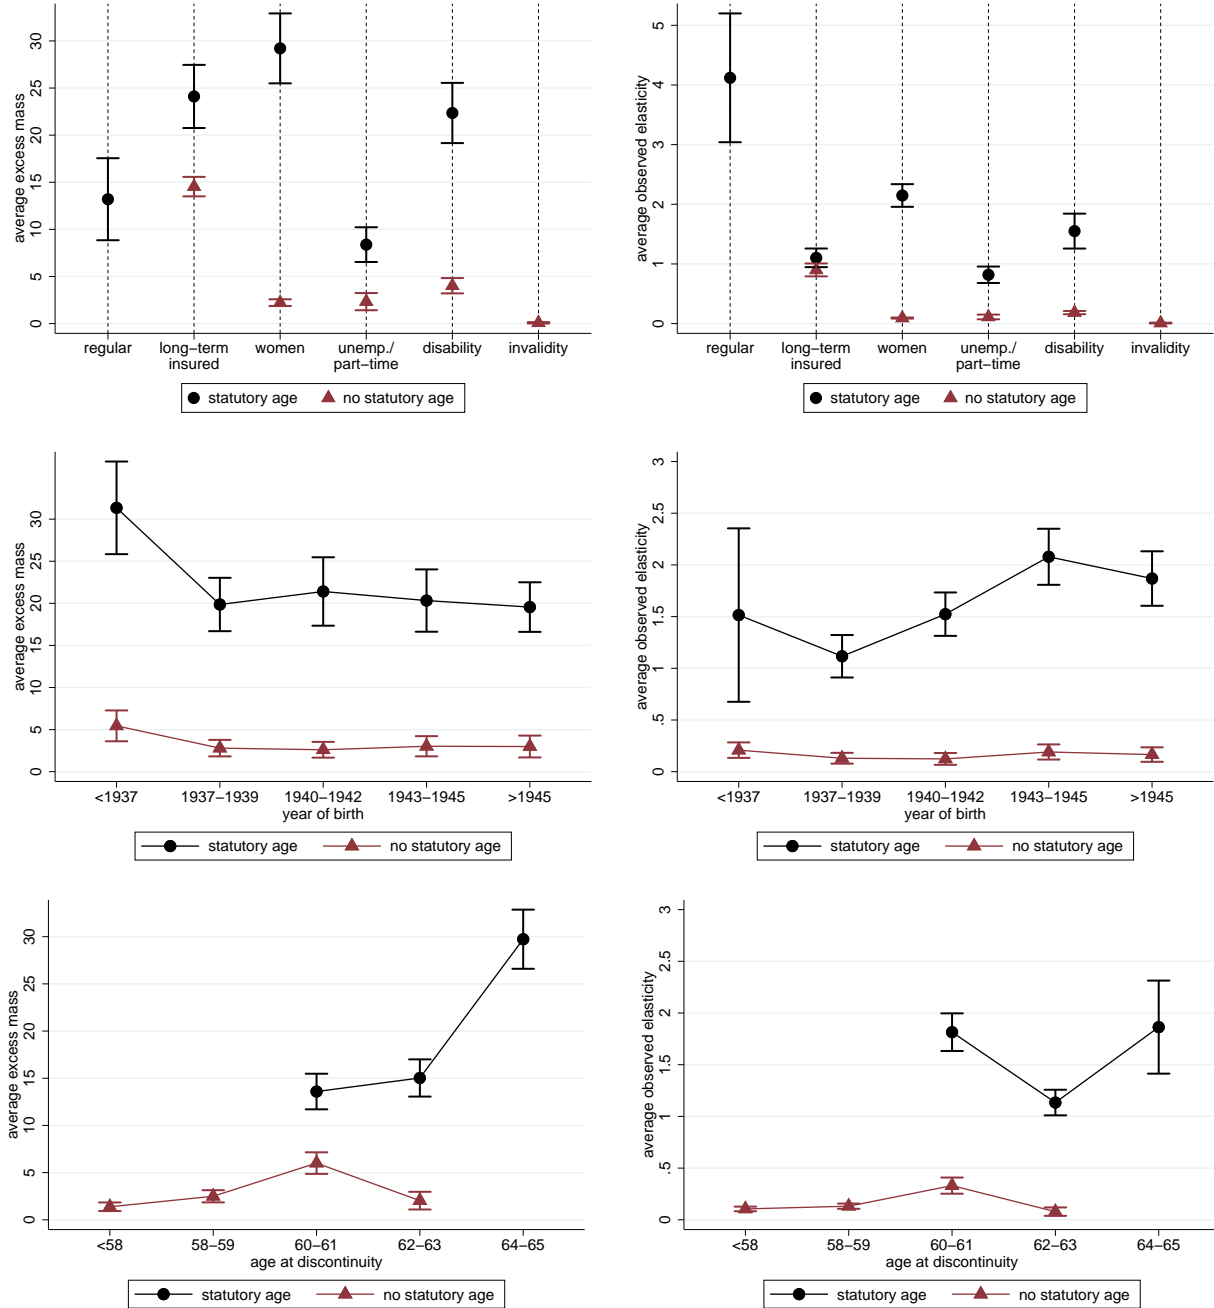 average excess mass
30
25
20
15
10
5
0
regular
long-term
insured
women
unemp./
part-time
disability
invalidity
statutory age
no statutory age
average observed elasticity
5
4
3
2
1
0
regular
long-term
insured
women
unemp./
part-time
disability
invalidity
statutory age
no statutory age
average excess mass
30
25
20
15
10
5
0
<1937
1937-1939
1940-1942
1943-1945
>1945
year of birth
statutory age
no statutory age
average observed elasticity
3
2.5
2
1.5
1
.5
0
<1937
1937-1939
1940-1942
1943-1945
>1945
year of birth
statutory age
no statutory age
average excess mass
30
25
20
15
10
5
0
<58
58-59
60-61
62-63
64-65
age at discontinuity
statutory age
no statutory age
average observed elasticity
3
2.5
2
1.5
1
.5
0
<58
58-59
60-61
62-63
64-65
age at discontinuity
statutory age
no statutory age